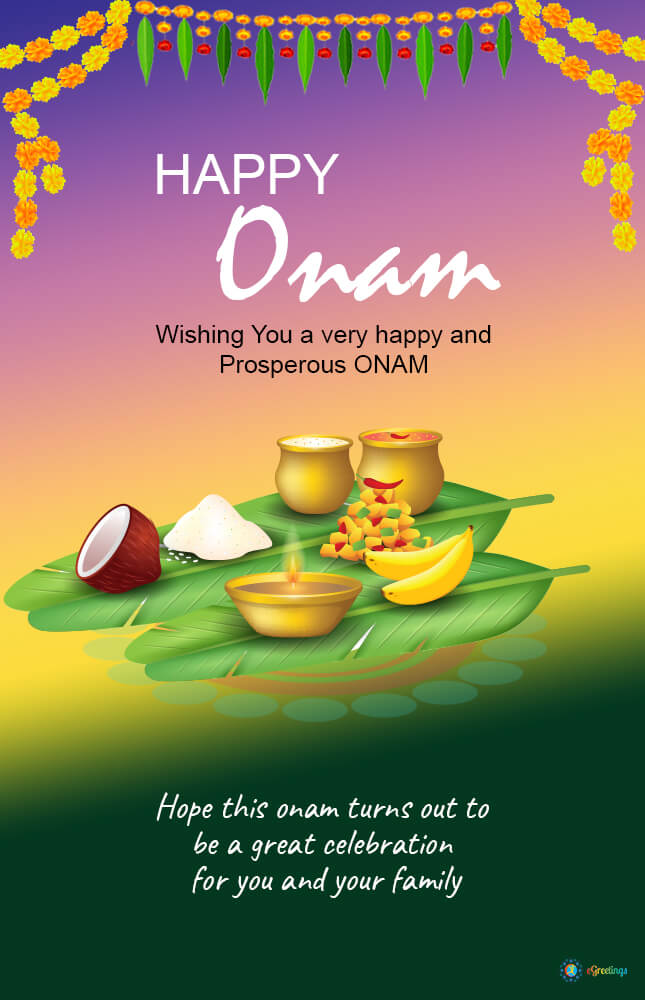 HAPPY
Onam
Wishing You a very happy and
Prosperous ONAM
Hope this onam turns out to
be a great celebration
for you and your family
eGreetings